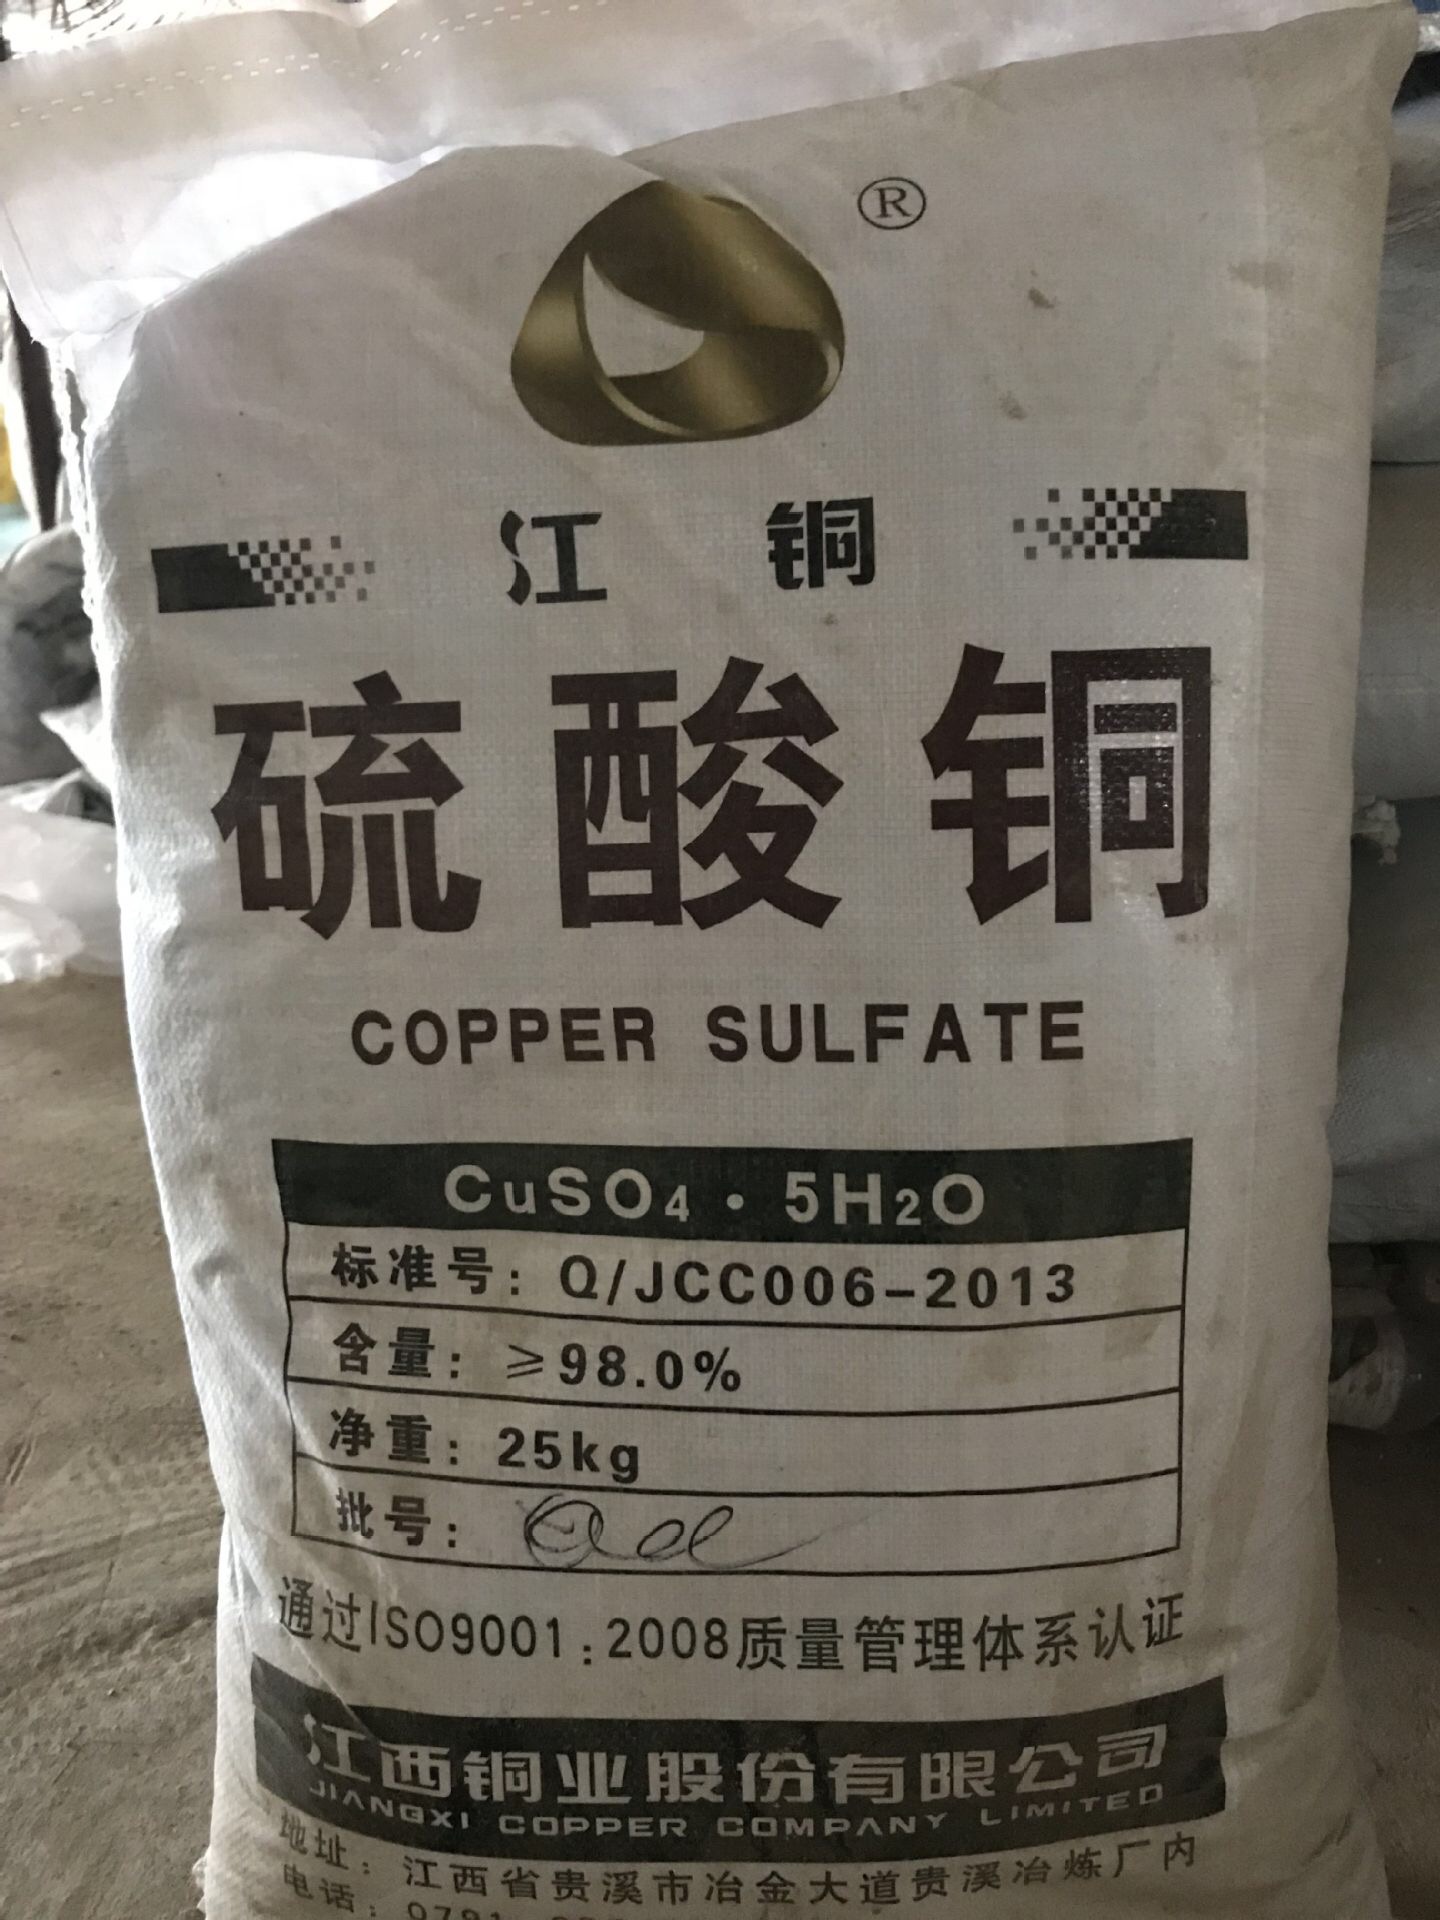 ®
江 铜
硫酸铜
COPPER SULFATE
CuSO4·5H2O
标准号：Q/JCC006-2013
含量：≥98.0%
净重：25kg
批号：
通过ISO9001:2008质量管理体系认证
江西铜业股份有限公司
JIANGXI COPPER COMPANY LIMITED
地址：江西省贵溪市冶金大道贵溪冶炼厂内
电话：